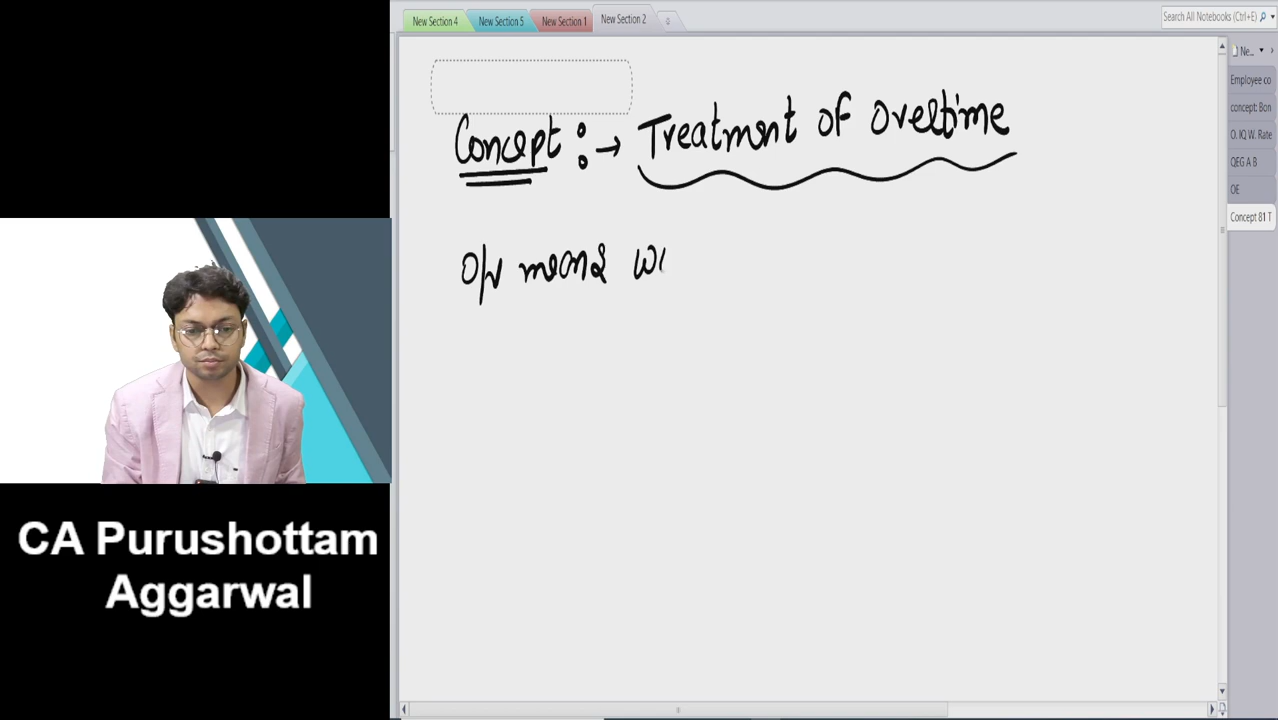 New Section 4 New Section 5 New Section 1 New Section 2
Search All Notebooks (Ctrl+E)
Ne...
Employee co
concept: Bon
O. IQ W. Rate
QEG A B
OE
Concept 81 T
Concept :→ Treatment of Overtime
means
CA Purushottam
Aggarwal